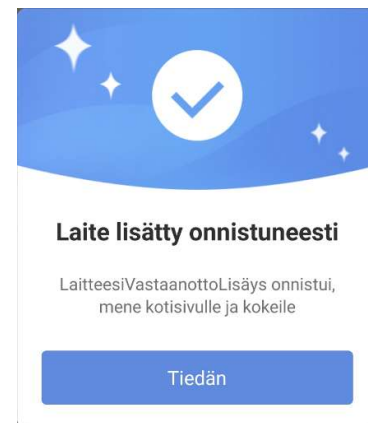 Laite lisätty onnistuneesti
LaitteesiVastaanottoLisäys onnistui,
mene kotisivulle ja kokeile
Tiedän